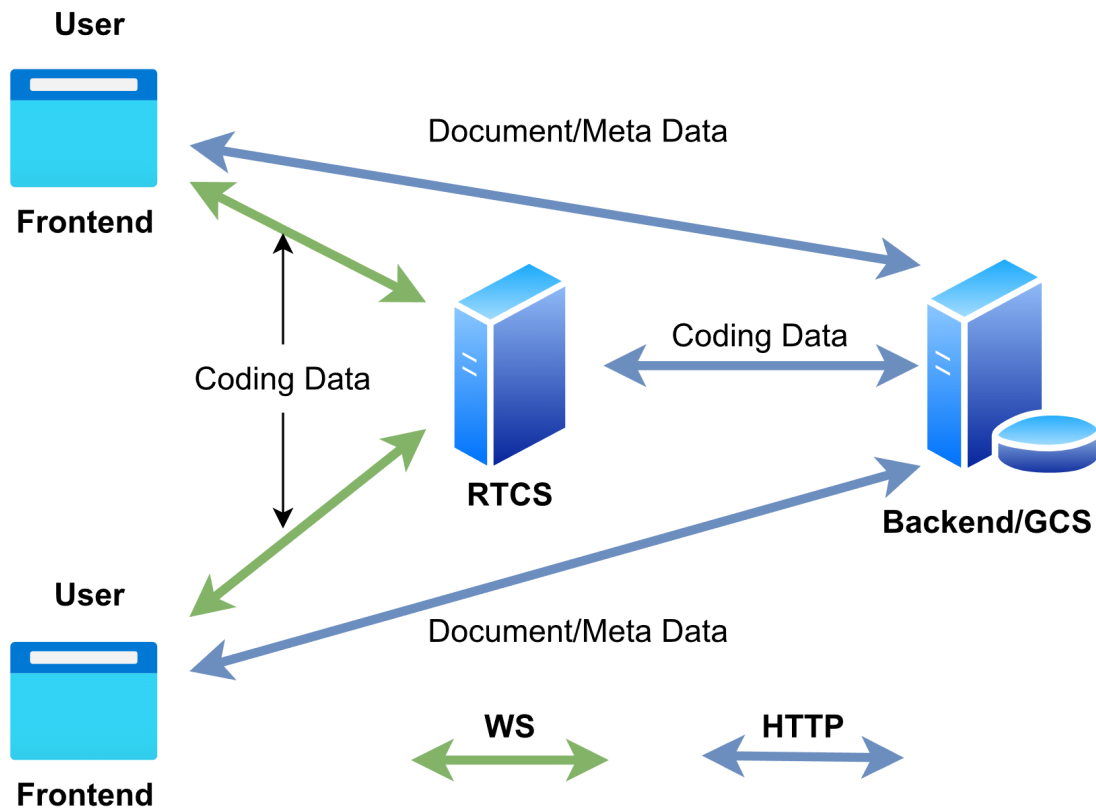 User
Document/Meta Data
Frontend
Coding Data
Coding Data
RTCS
Backend/GCS
User
Document/Meta Data
WS
HTTP
Frontend